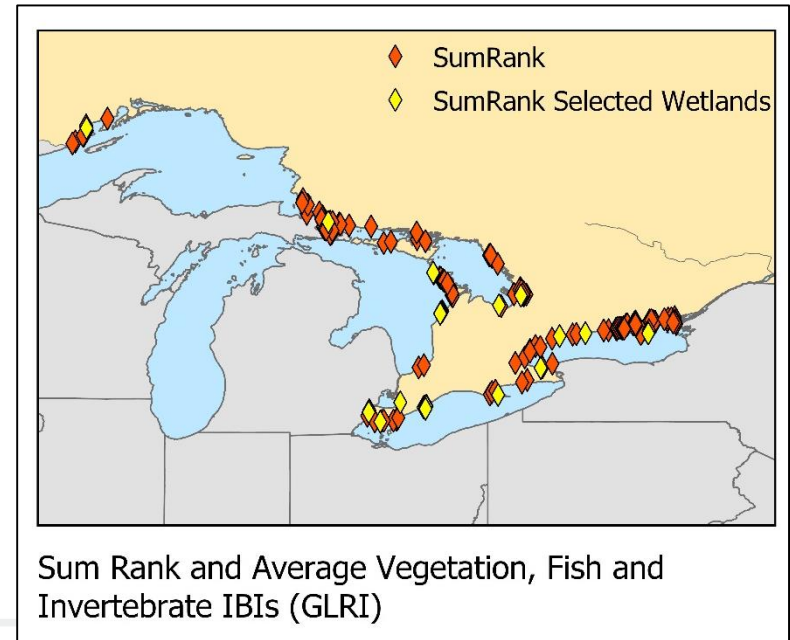 SumRank
SumRank Selected Wetlands
Sum Rank and Average Vegetation, Fish and
Invertebrate IBIs (GLRI)